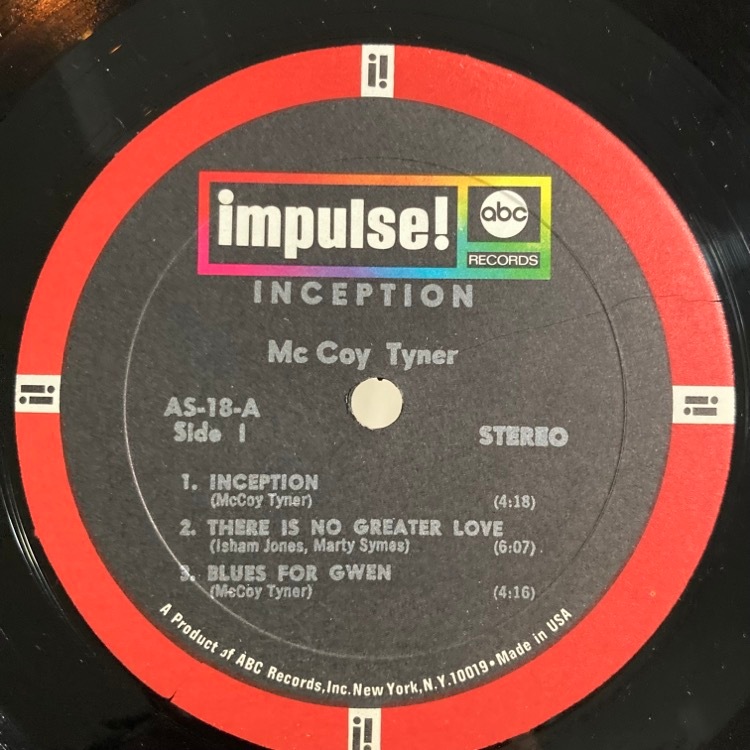 i!
impulse!
abc
RECORDS
INCEPTION
Mc Coy Tyner
AS-18-A
Side 1
STEREO
1. INCEPTION
(McCoy Tyner) (4:18)
2. THERE IS NO GREATER LOVE
(Isham Jones, Marty Symes) (6:07)
3. BLUES FOR GWEN
(McCoy Tyner) (4:16)
A Product of ABC Records, Inc. New York, N.Y. 10019 • Made in USA
i!
i!
i!